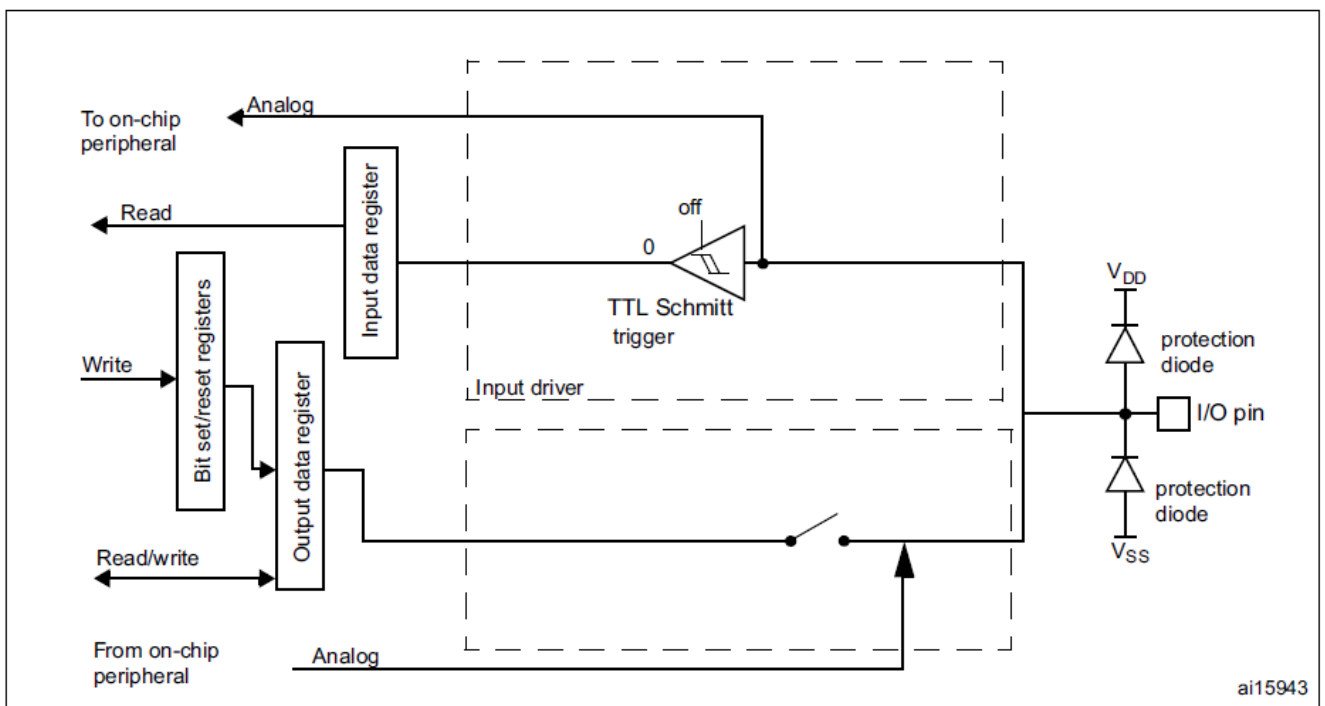 To on-chip
peripheral
Analog
Read
Input data register
off
0
TTL Schmitt
trigger
Input driver
Bit set/reset registers
Write
Output data register
Read/write
From on-chip
peripheral
Analog
VDD
protection
diode
I/O pin
protection
diode
VSS
ai15943